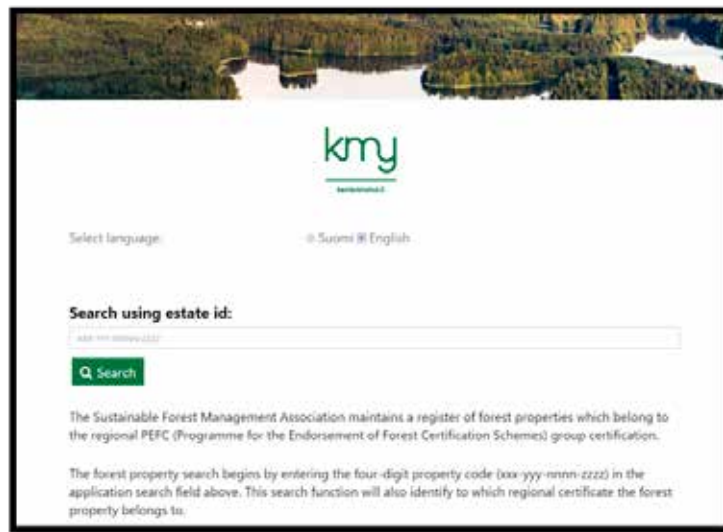 kmy
Select language:
Suomi English
Search using estate id:
Search
The Sustainable Forest Management Association maintains a register of forest properties which belong to
the regional PEFC (Programme for the Endorsement of Forest Certification Schemes) group certification.
The forest property search begins by entering the four-digit property code (xxx-yyy-nnnn-zzzz) in the
application search field above. This search function will also identify to which regional certificate the forest
property belongs to.